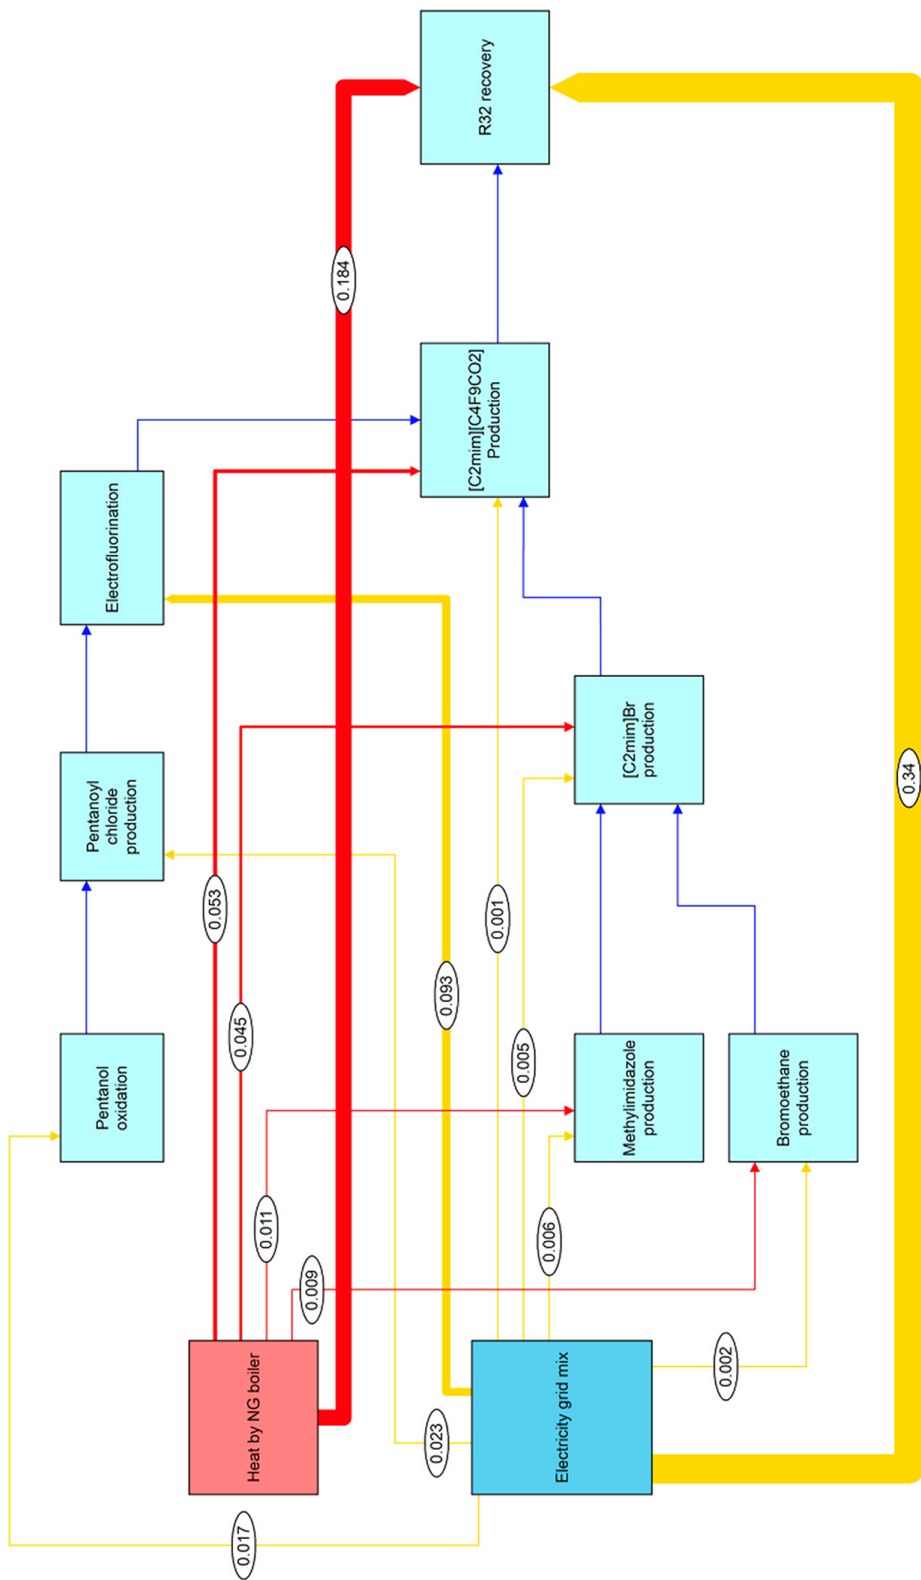 Pentanol
oxidation
Pentanoyl
chloride
production
Electrofluorination
Heat by NG boiler
Electricity grid mix
Methylimidazole
production
Bromoethane
production
[C2mim]Br
production
[C2mim][C4F9CO2]
Production
R32 recovery
0.017
0.023
0.053
0.045
0.011
0.009
0.184
0.093
0.001
0.005
0.006
0.002
0.34